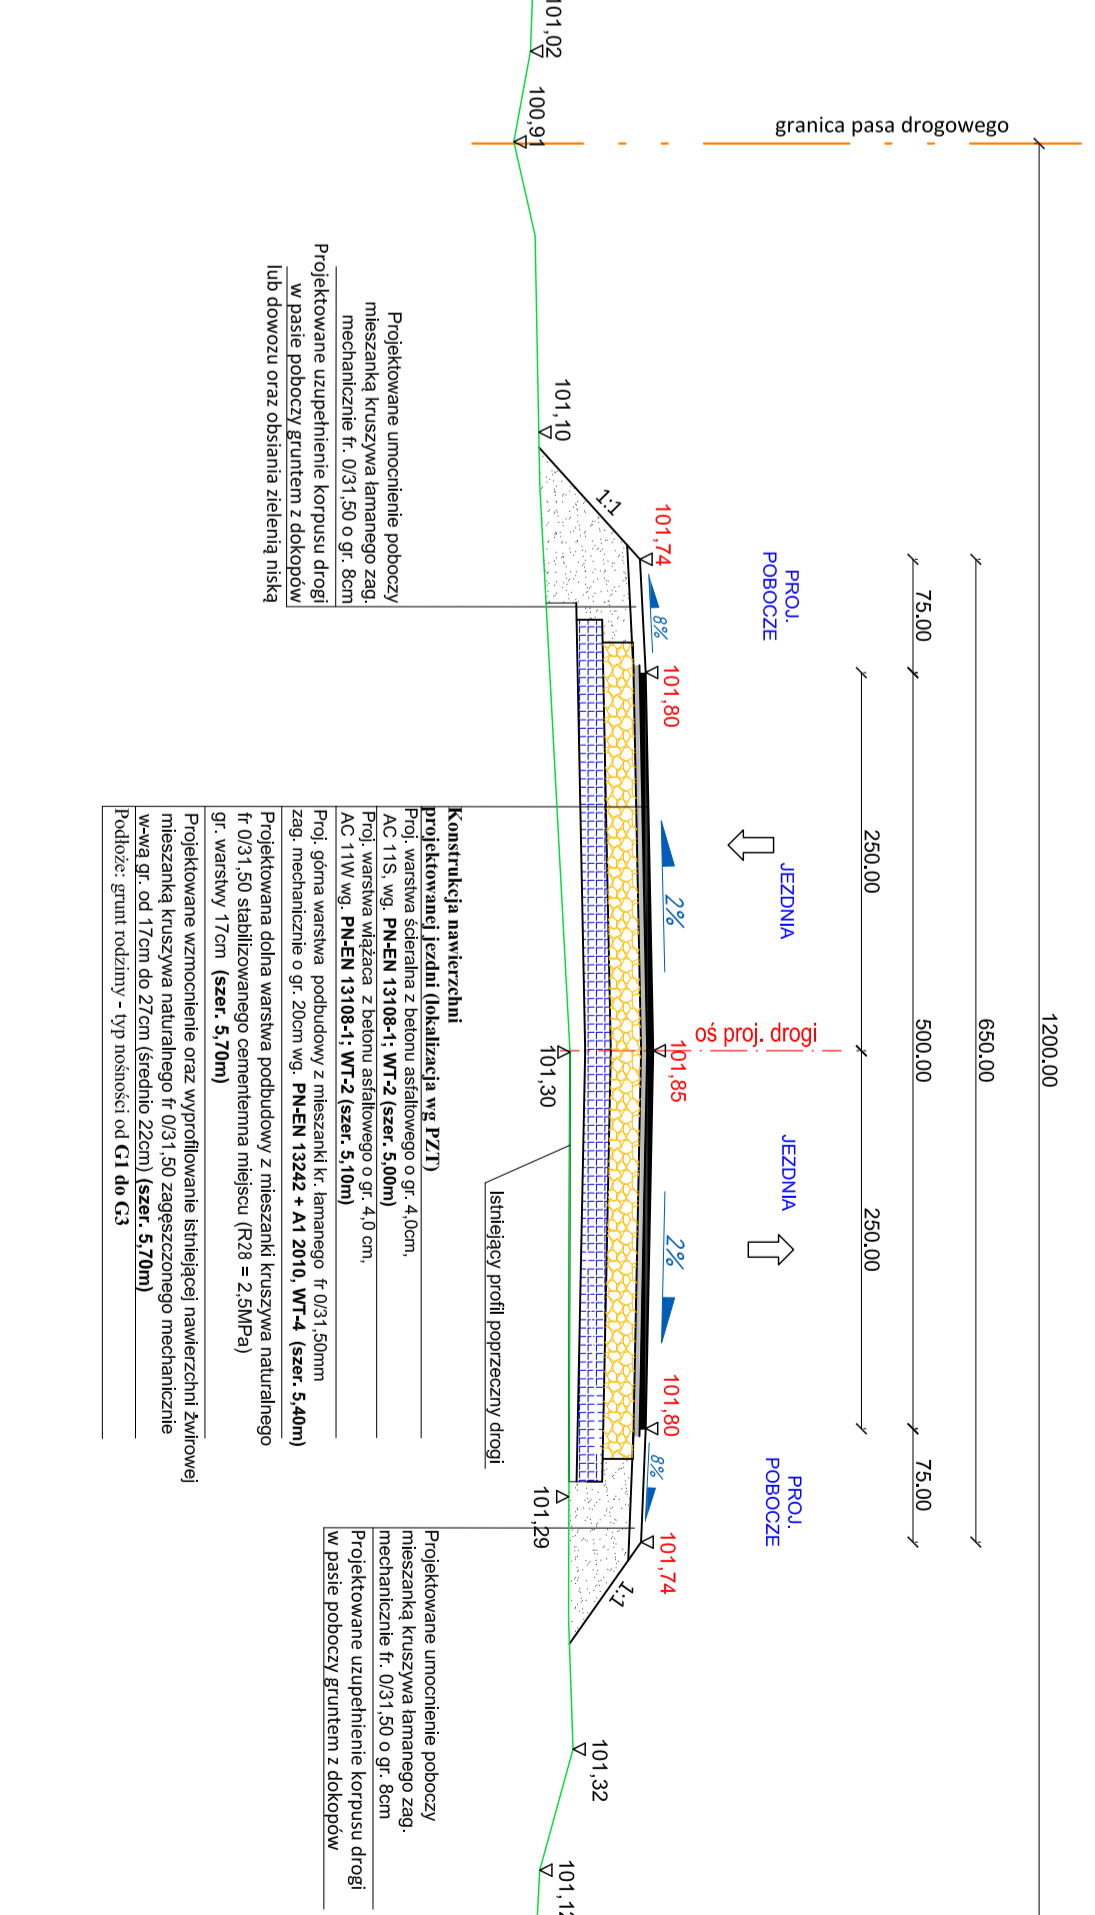 granica pasa drogowego
1200.00
650.00
75.00
500.00
75.00
250.00
250.00
PROJ.
POBOCZE
JEZDNIA
oś proj. drogi
JEZDNIA
PROJ.
POBOCZE
101,74
8%
101,80
2%
101,85
2%
101,80
8%
101,74
1:1
1:1
101,02
100,91
101,10
101,30
101,29
101,32
Istniejący profil poprzeczny drogi
Projektowane umocnienie poboczy
mieszanką kruszywa łamanego zag.
mechanicznie fr. 0/31,50 o gr. 8cm
Projektowane uzupełnienie korpusu drogi
w pasie poboczy gruntem z dokopów
lub dowozu oraz obsiania zielenią niską
Konstrukcja nawierzchni
projektowanej jezdni (lokalizacja wg PZT)
Proj. warstwa ścieralna z betonu asfaltowego o gr. 4,0cm,
AC 11S, wg. PN-EN 13108-1; WT-2 (szer. 5,00m)
Proj. warstwa wiążaca z betonu asfaltowego o gr. 4,0 cm,
AC 11W wg. PN-EN 13108-1; WT-2 (szer. 5,10m)
Proj. górna warstwa podbudowy z mieszanki kr. łamanego fr 0/31,50mm
zag. mechanicznie o gr. 20cm wg. PN-EN 13242 + A1 2010, WT-4 (szer. 5,40m)
Projektowana dolna warstwa podbudowy z mieszanki kruszywa naturalnego
fr 0/31,50 stabilizowanego cementemna miejscu (R28 = 2,5MPa)
gr. warstwy 17cm (szer. 5,70m)
Projektowane wzmocnienie oraz wyprofilowanie istniejącej nawierzchni żwirowej
mieszanką kruszywa naturalnego fr 0/31,50 zagęszczonego mechanicznie
w-wą gr. od 17cm do 27cm (średnio 22cm) (szer. 5,70m)
Podłoże: grunt rodzimy - typ nośności od G1 do G3
Projektowane umocnienie poboczy
mieszanką kruszywa łamanego zag.
mechanicznie fr. 0/31,50 o gr. 8cm
Projektowane uzupełnienie korpusu drogi
w pasie poboczy gruntem z dokopów